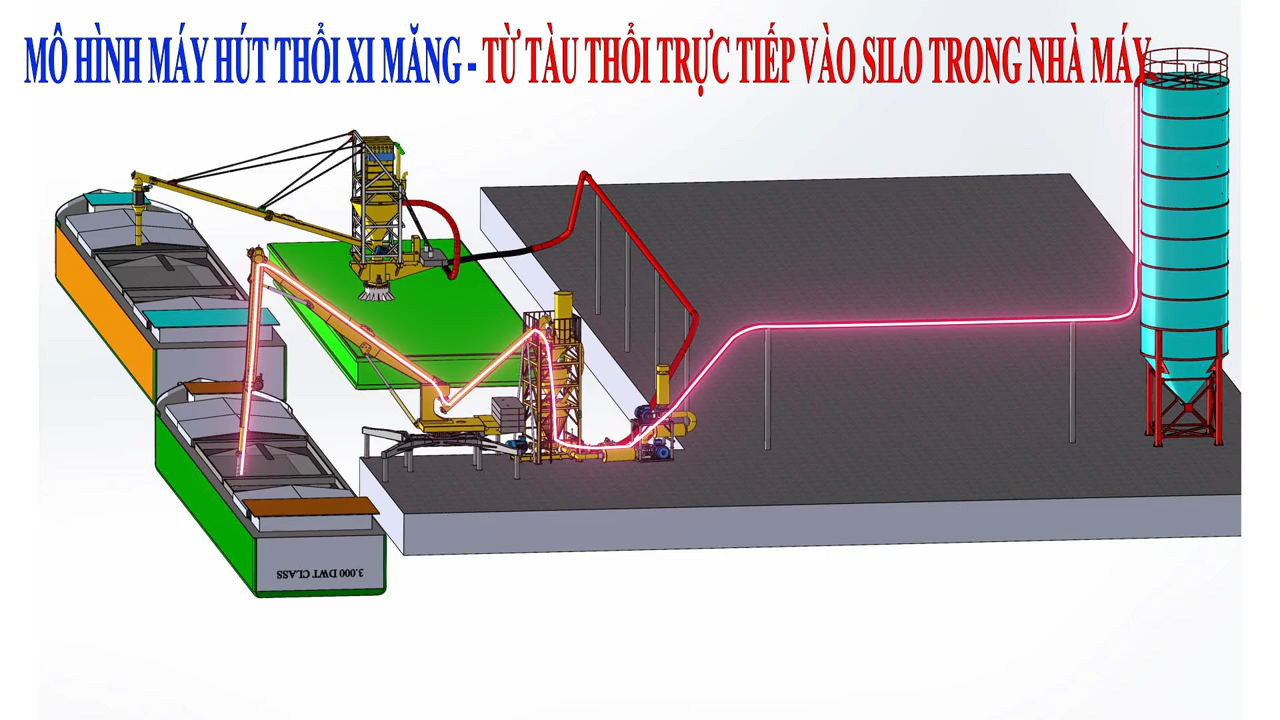 MÔ HÌNH MÁY HÚT THỔI XI MĂNG - TỪ TÀU THỔI TRỰC TIẾP VÀO SILO TRONG NHÀ MÁY
3.000 DWT CLASS